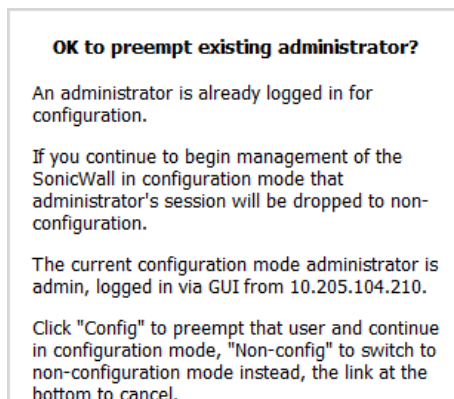 OK to preempt existing administrator?
An administrator is already logged in for
configuration.
If you continue to begin management of the
SonicWall in configuration mode that
administrator's session will be dropped to non-
configuration.
The current configuration mode administrator is
admin, logged in via GUI from 10.205.104.210.
Click "Config" to preempt that user and continue
in configuration mode, "Non-config" to switch to
non-configuration mode instead, the link at the
bottom to cancel.